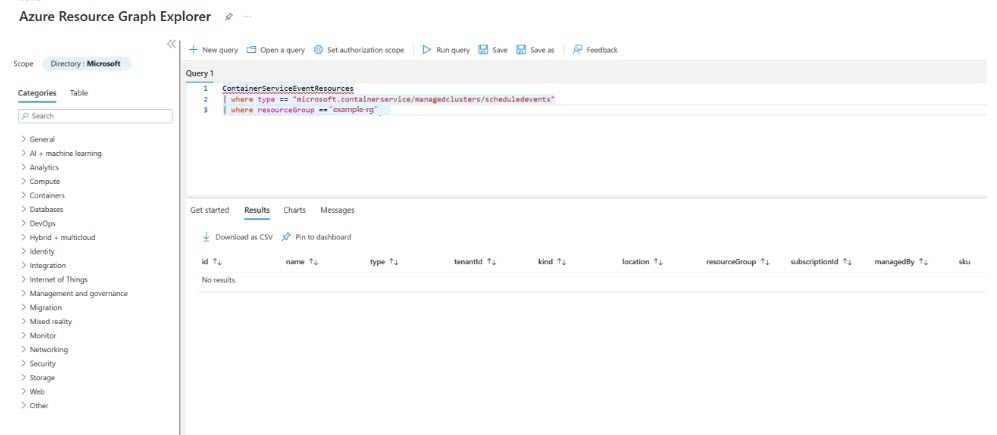 Azure Resource Graph Explorer
+ New query Open a query Set authorization scope Run query Save Save as Feedback
Scope Directory : Microsoft
Query 1
Categories Table
Search
General
AI + machine learning
Analytics
Compute
Containers
Databases
DevOps
Hybrid + multicloud
Identity
Integration
Internet of Things
Management and governance
Migration
Mixed reality
Monitor
Networking
Security
Storage
Web
Other
1 ContainerServiceEventResources
2 | where type == "microsoft.containerservice/managedclusters/scheduledevents"
3 | where resourceGroup =="example-rg"
Get started Results Charts Messages
Download as CSV Pin to dashboard
id name type tenantId kind location resourceGroup subscriptionId managedBy sku
No results.